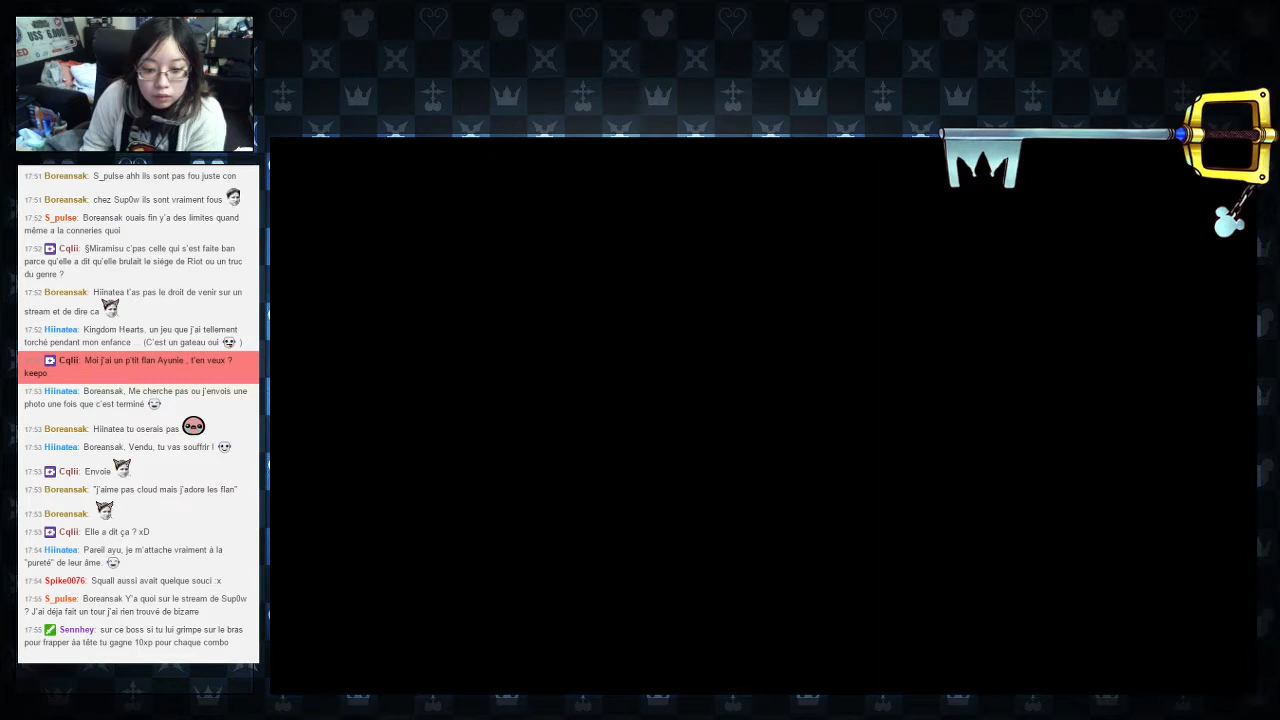 US$ 6,000
17:51 Boreansak: S_pulse ahh ils sont pas fou juste con
17:51 Boreansak: chez Sup0w ils sont vraiment fous
17:52 S_pulse: Boreansak ouais fin y'a des limites quand
même a la conneries quoi
17:52 Cqlii: §Miramisu c'pas celle qui s'est faite ban
parce qu'elle a dit qu'elle brulait le siége de Riot ou un truc
du genre ?
17:52 Boreansak: Hiinatea t'as pas le droit de venir sur un
stream et de dire ca
17:52 Hiinatea: Kingdom Hearts, un jeu que j'ai tellement
torché pendant mon enfance ... (C'est un gateau oui )
Cqlii: Moi j'ai un p'tit flan Ayunie , t'en veux ?
keepo
17:53 Hiinatea: Boreansak, Me cherche pas ou j'envois une
photo une fois que c'est terminé
17:53 Boreansak: Hiinatea tu oserais pas
17:53 Hiinatea: Boreansak, Vendu, tu vas souffrir !
17:53 Cqlii: Envoie
17:53 Boreansak: "j'aime pas cloud mais j'adore les flan"
17:53 Boreansak:
17:53 Cqlii: Elle a dit ça ? xD
17:54 Hiinatea: Pareil ayu, je m'attache vraiment à la
"pureté" de leur âme.
17:54 Spike0076: Squall aussi avait quelque souci :x
17:55 S_pulse: Boreansak Y'a quoi sur le stream de Sup0w
? J'ai déja fait un tour j'ai rien trouvé de bizarre
17:55 Sennhey: sur ce boss si tu lui grimpe sur le bras
pour frapper áa tête tu gagne 10xp pour chaque combo